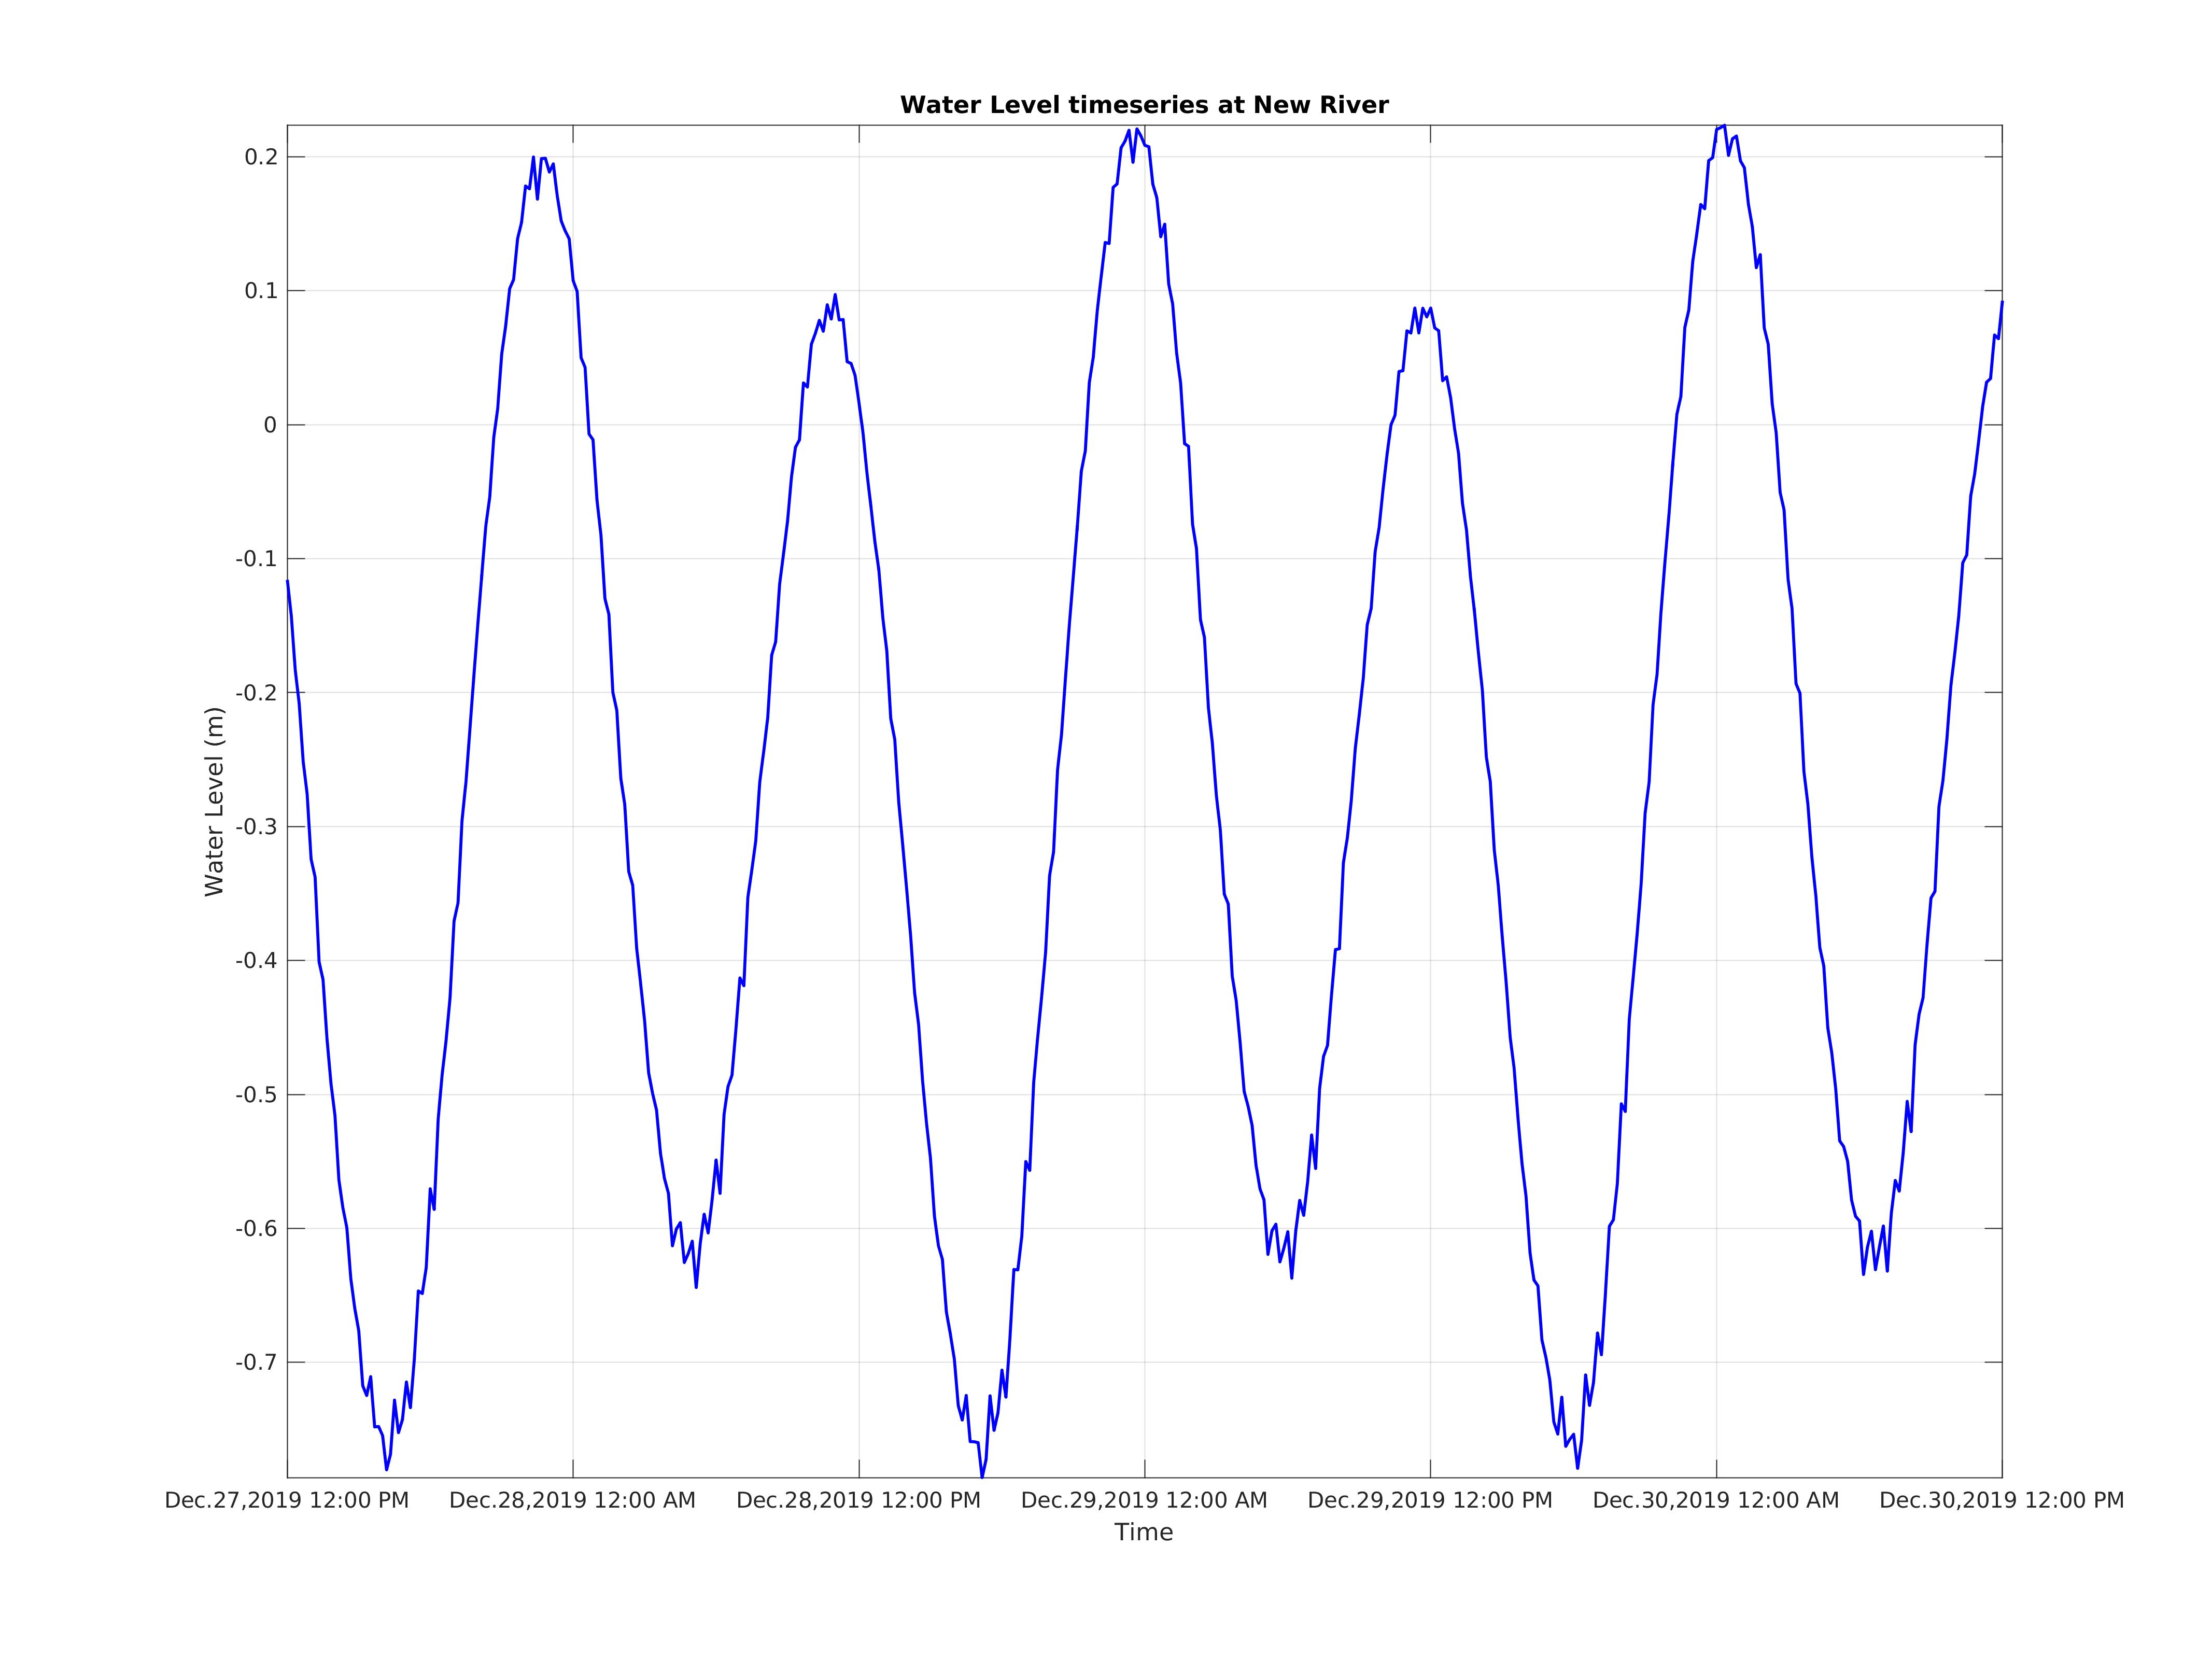 Water Level timeseries at New River
0.2
0.1
0
-0.1
-0.2
-0.3
-0.4
-0.5
-0.6
-0.7
Water Level (m)
Dec.27,2019 12:00 PM Dec.28,2019 12:00 AM Dec.28,2019 12:00 PM Dec.29,2019 12:00 AM Dec.29,2019 12:00 PM Dec.30,2019 12:00 AM Dec.30,2019 12:00 PM
Time